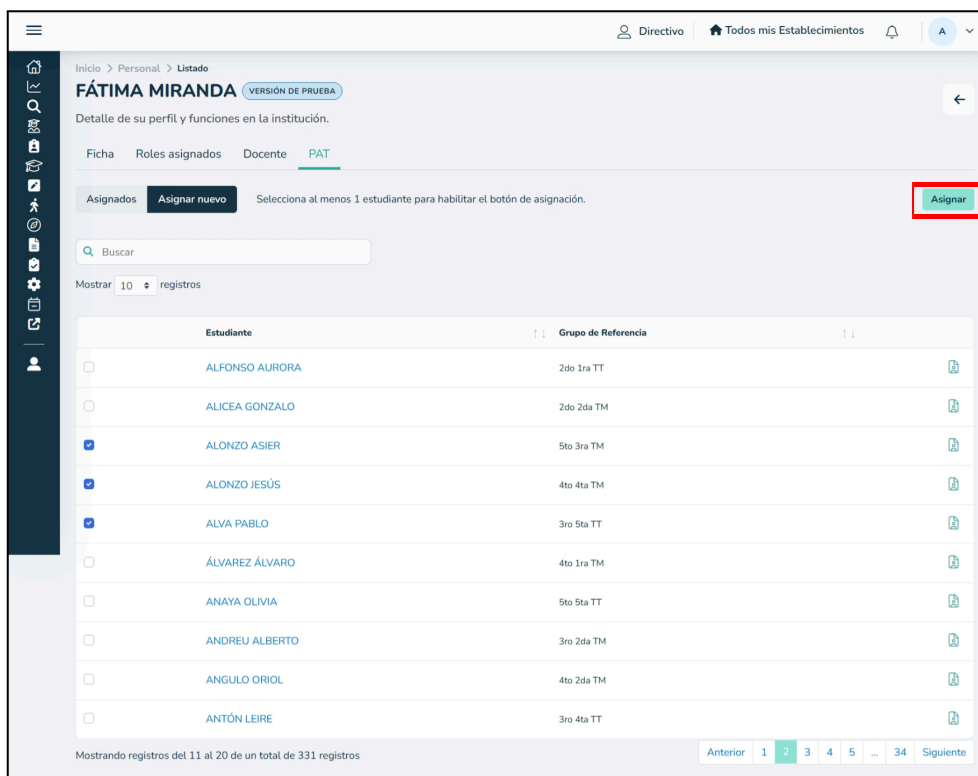 Directivo Todos mis Establecimientos A
Inicio > Personal > Listado
FÁTIMA MIRANDA VERSIÓN DE PRUEBA
Detalle de su perfil y funciones en la institución.
Ficha Roles asignados Docente PAT
Asignados Asignar nuevo Selecciona al menos 1 estudiante para habilitar el botón de asignación. Asignar
Buscar
Mostrar 10 registros
Estudiante Grupo de Referencia
ALFONSO AURORA 2do 1ra TT
ALICEA GONZALO 2do 2da TM
ALONZO ASIER 5to 3ra TM
ALONZO JESÚS 4to 4ta TM
ALVA PABLO 3ro 5ta TT
ÁLVAREZ ÁLVARO 4to 1ra TM
ANAYA OLIVIA 5to 5ta TT
ANDREU ALBERTO 3ro 2da TM
ANGULO ORIOL 4to 2da TM
ANTÓN LEIRE 3ro 4ta TT
Mostrando registros del 11 al 20 de un total de 331 registros Anterior 1 2 3 4 5 ... 34 Siguiente